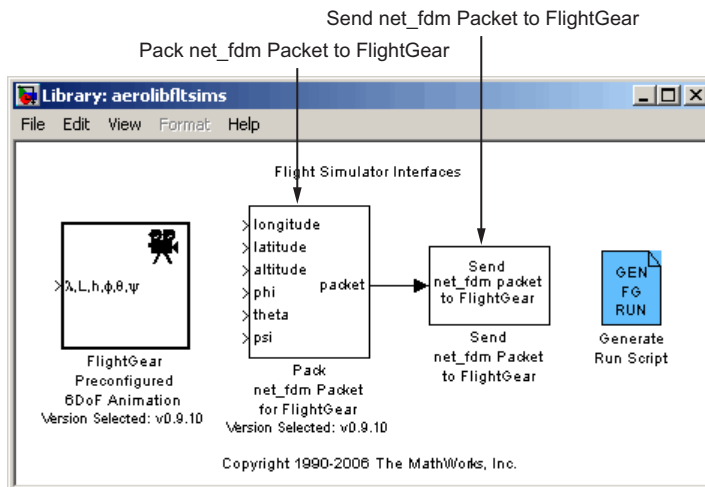 Send net_fdm Packet to FlightGear
Pack net_fdm Packet to FlightGear
Library: aerolibfltsims
File Edit View Format Help
Flight Simulator Interfaces
λ,L,h,ϕ,θ,ψ
FlightGear
Preconfigured
6DoF Animation
Version Selected: v0.9.10
longitude
latitude
altitude
phi
theta
psi
packet
Pack
net_fdm Packet
for FlightGear
Version Selected: v0.9.10
Send
net_fdm packet
to FlightGear
Send
net_fdm Packet
to FlightGear
GEN
FG
RUN
Generate
Run Script
Copyright 1990-2006 The MathWorks, Inc.